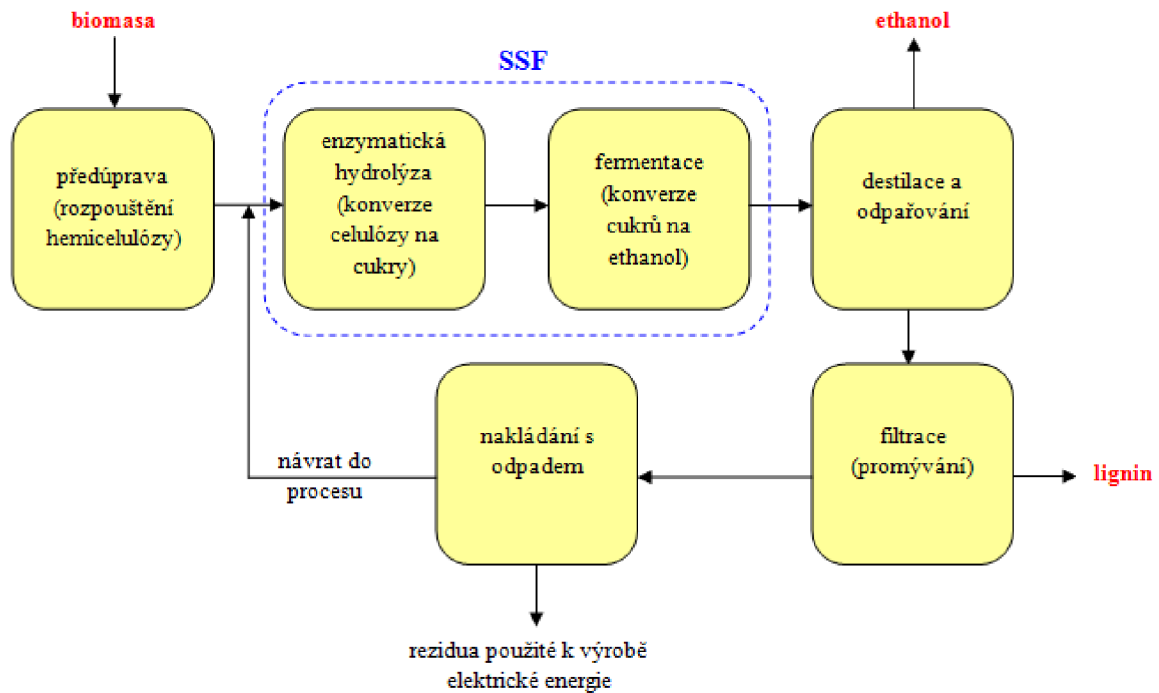 biomasa
ethanol
SSF
předúprava
(rozpouštění
hemicelulózy)
enzymatická
hydrolýza
(konverze
celulózy na
cukry)
fermentace
(konverze
cukrů na
ethanol)
destilace a
odpařování
návrat do
procesu
nakládání s
odpadem
filtrace
(promývání)
lignin
rezidua použité k výrobě
elektrické energie